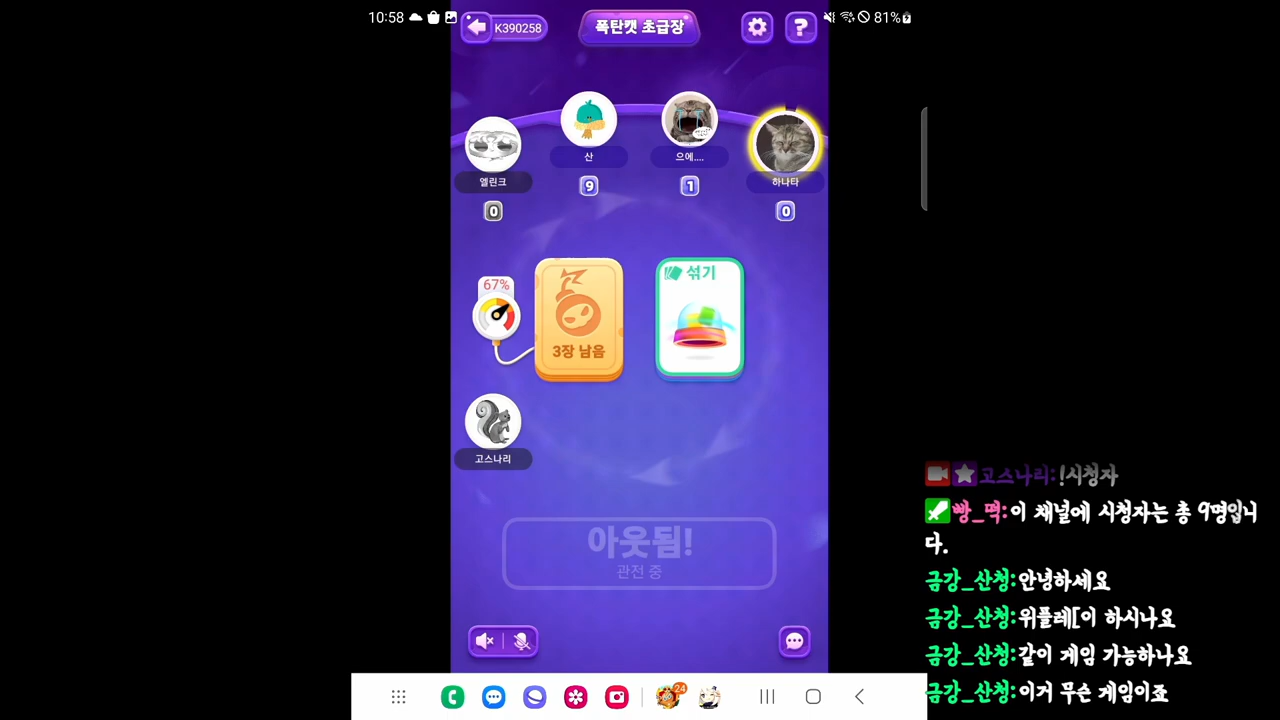 10:58
81%
K390258
폭탄캣 초급장
?
엘린크
산
으에....
하나타
0
9
1
0
67%
3장 남음
섞기
고스나리
아웃됨!
관전 중
24
고스나리:!시청자
빵_떡:이 채널에 시청자는 총 9명입니
다.
금강_산청:안녕하세요
금강_산청:위플레[이 하시나요
금강_산청:같이 게임 가능하나요
금강_산청:이거 무슨 게임이죠